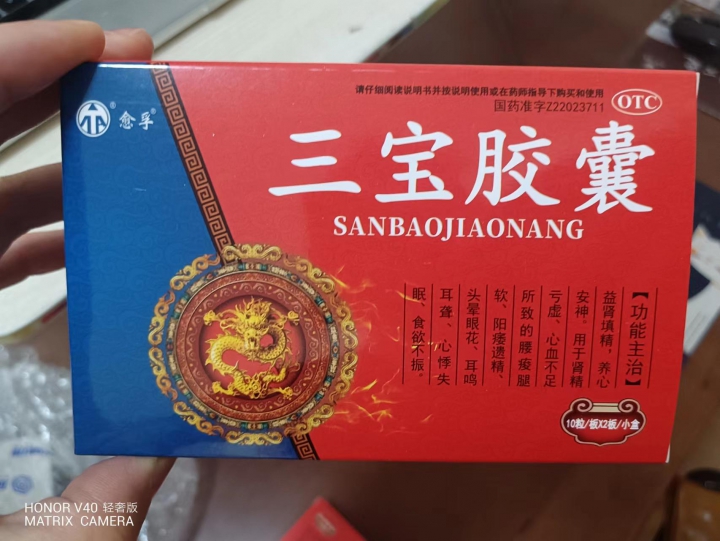 请仔细阅读说明书并按说明使用或在药师指导下购买和使用
国药准字Z22023711
OTC
愈孚®
三宝胶囊
SANBAOJIAONANG
【功能主治】
益肾填精，养心
安神。用于肾精
亏虚、心血不足
所致的腰痠腿
软、阳痿遗精、
头晕眼花、耳鸣
耳聋、心悸失
眠、食欲不振。
10粒/板X2板/小盒
HONOR V40 轻奢版
MATRIX CAMERA